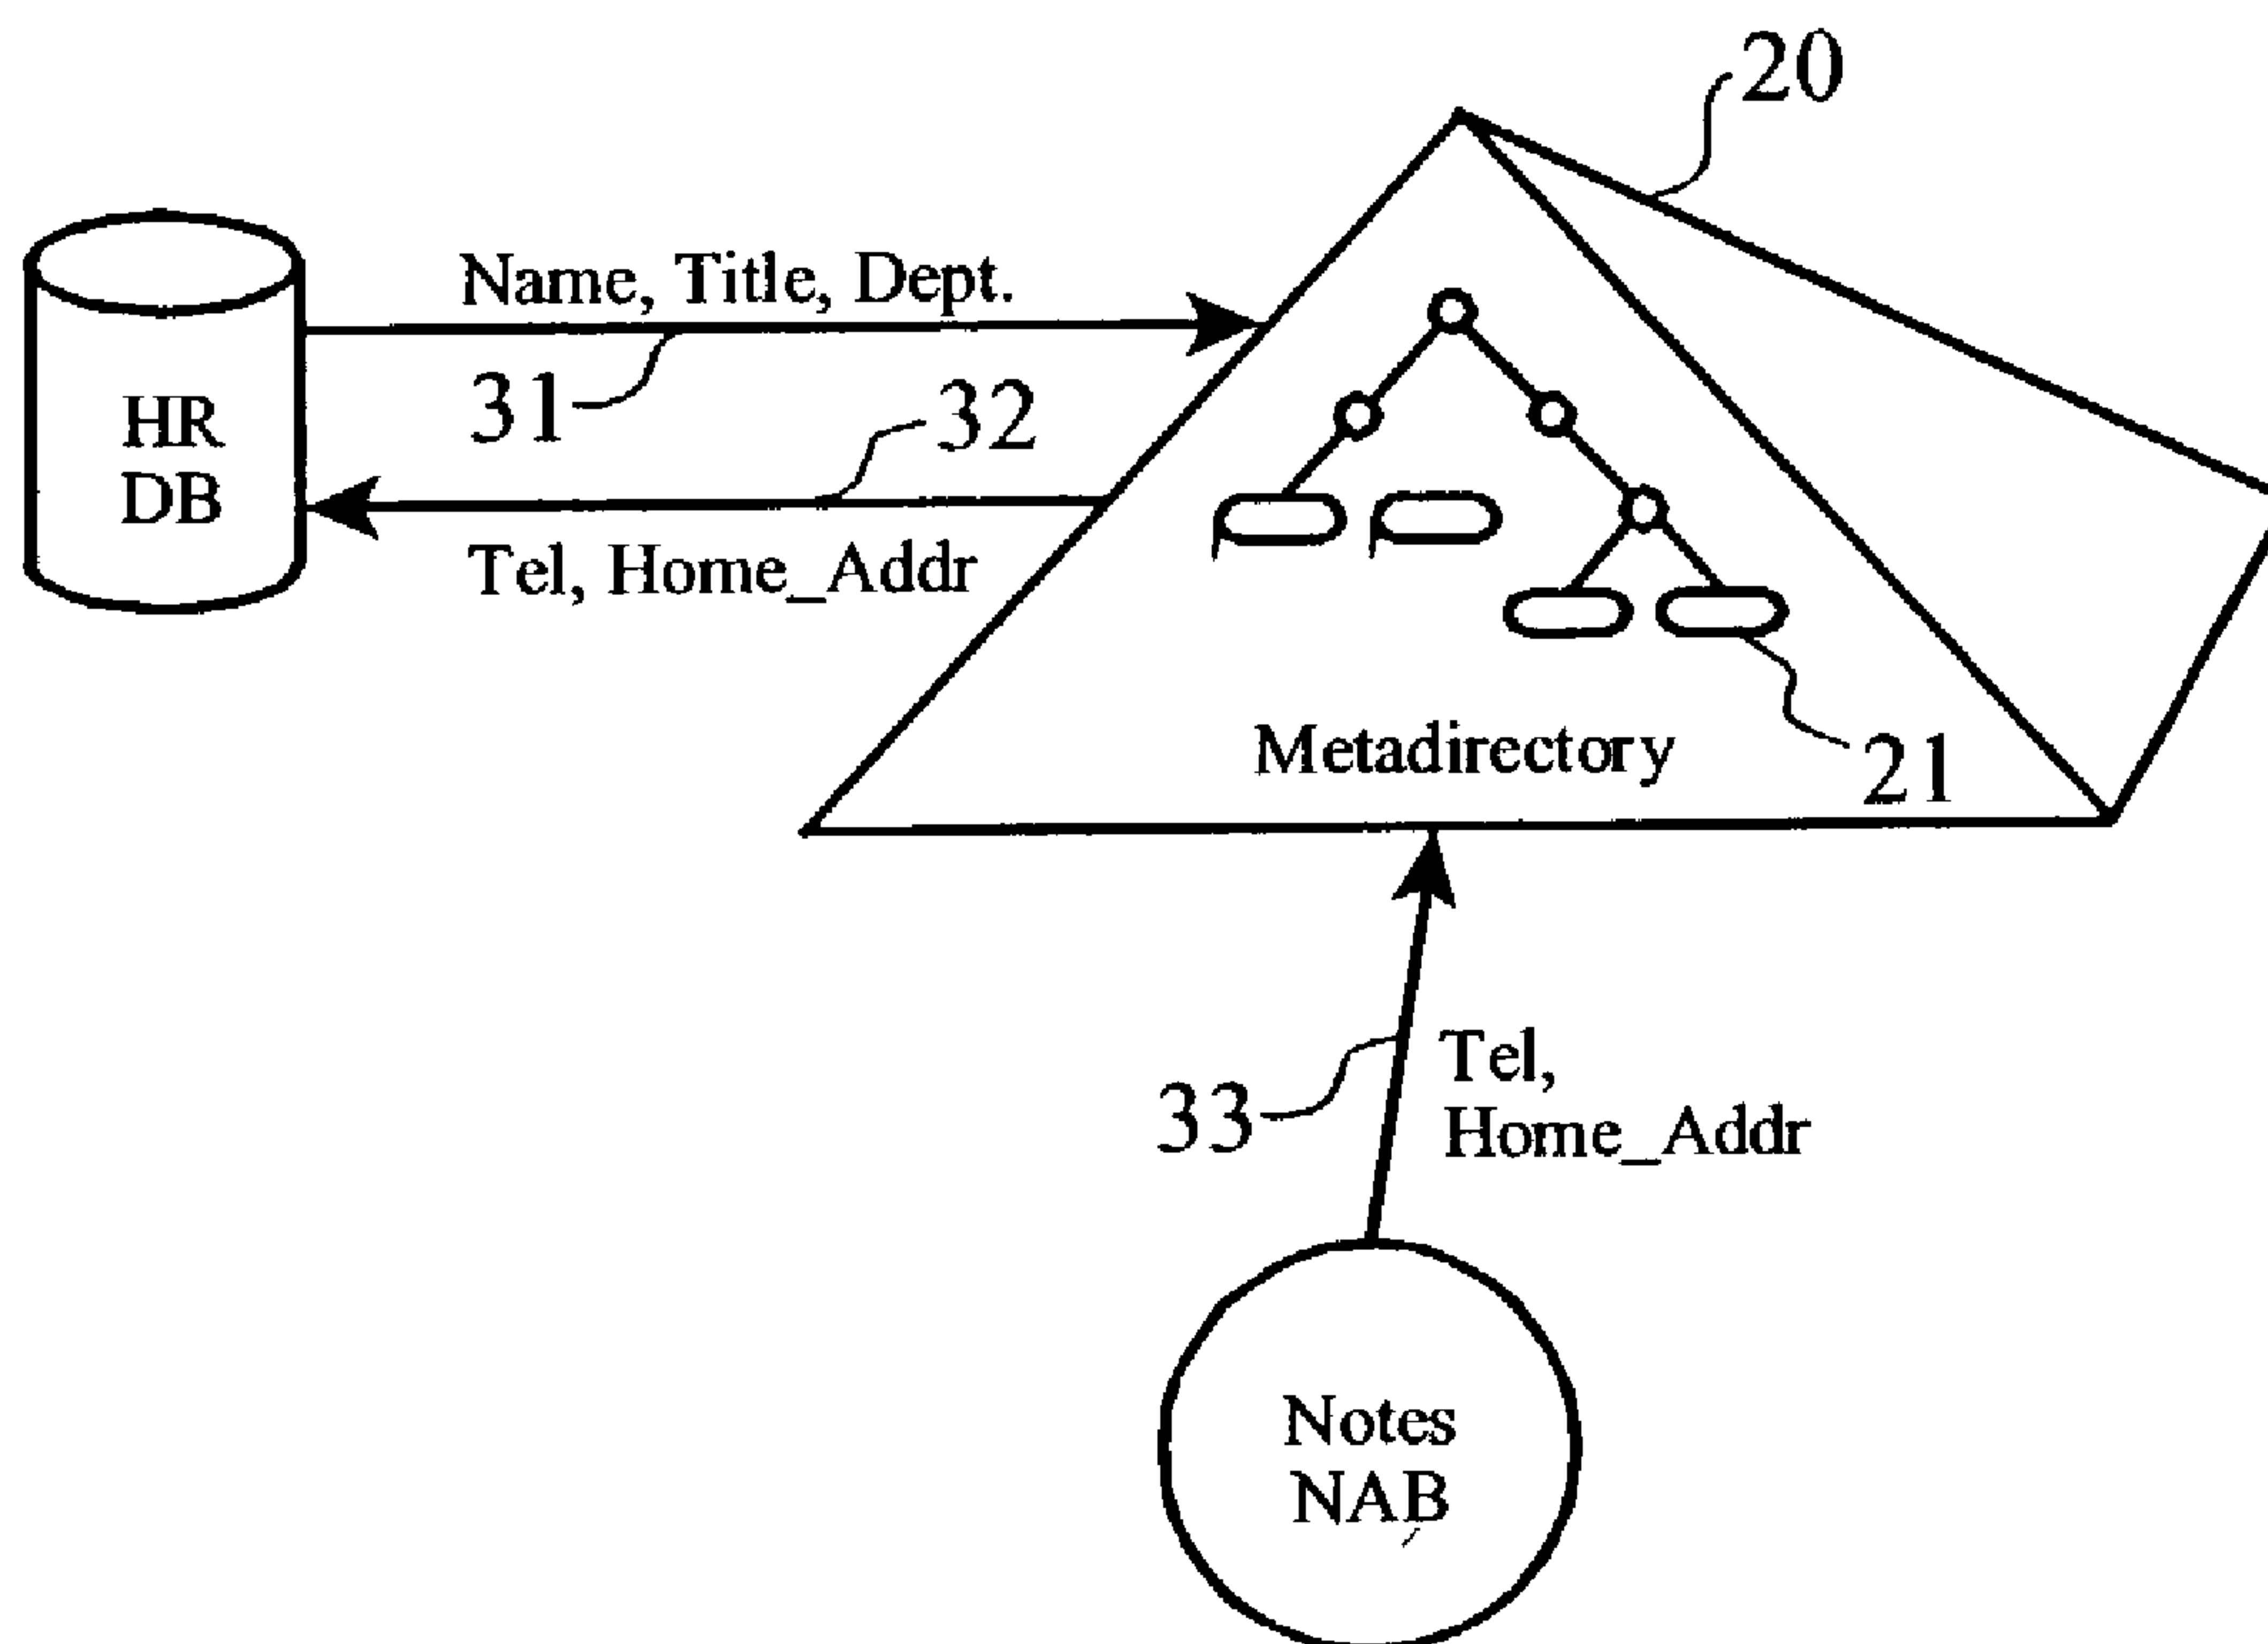 20
Name, Title, Dept.
31
32
HR
DB
Tel, Home_Addr
Metadirectory
21
33
Tel,
Home_Addr
Notes
NAB